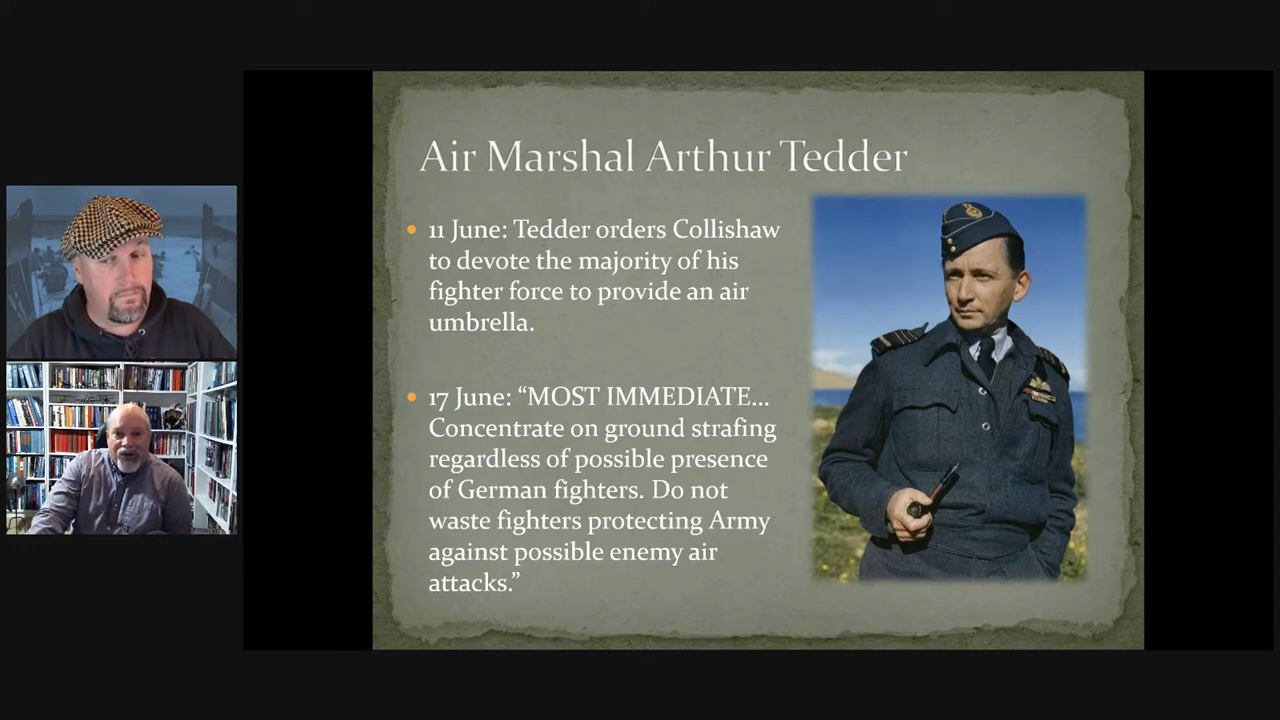 Air Marshal Arthur Tedder
11 June: Tedder orders Collishaw
to devote the majority of his
fighter force to provide an air
umbrella.
17 June: “MOST IMMEDIATE…
Concentrate on ground strafing
regardless of possible presence
of German fighters. Do not
waste fighters protecting Army
against possible enemy air
attacks.”